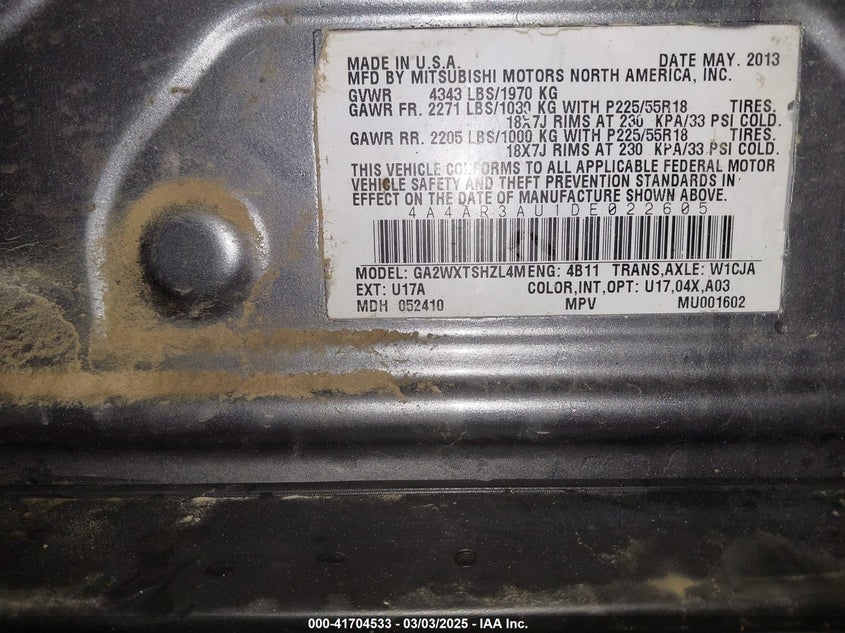 MADE IN U.S.A. DATE MAY. 2013
MFD BY MITSUBISHI MOTORS NORTH AMERICA, INC.
GVWR 4343 LBS/1970 KG
GAWR FR. 2271 LBS/1030 KG WITH P225/55R18 TIRES.
18X7J RIMS AT 230 KPA/33 PSI COLD.
GAWR RR. 2205 LBS/1000 KG WITH P225/55R18 TIRES.
18X7J RIMS AT 230 KPA/33 PSI COLD.
THIS VEHICLE CONFORMS TO ALL APPLICABLE FEDERAL MOTOR
VEHICLE SAFETY AND THEFT PREVENTION STANDARDS IN
EFFECT ON THE DATE OF MANUFACTURE SHOWN ABOVE.
4A4AR3AU1DE022605
MODEL: GA2WXTSHZL4M ENG: 4B11 TRANS,AXLE: W1CJA
EXT: U17A COLOR,INT,OPT: U17,04X,A03
MDH 052410 MPV MU001602
000-41704533 - 03/03/2025 - IAA Inc.